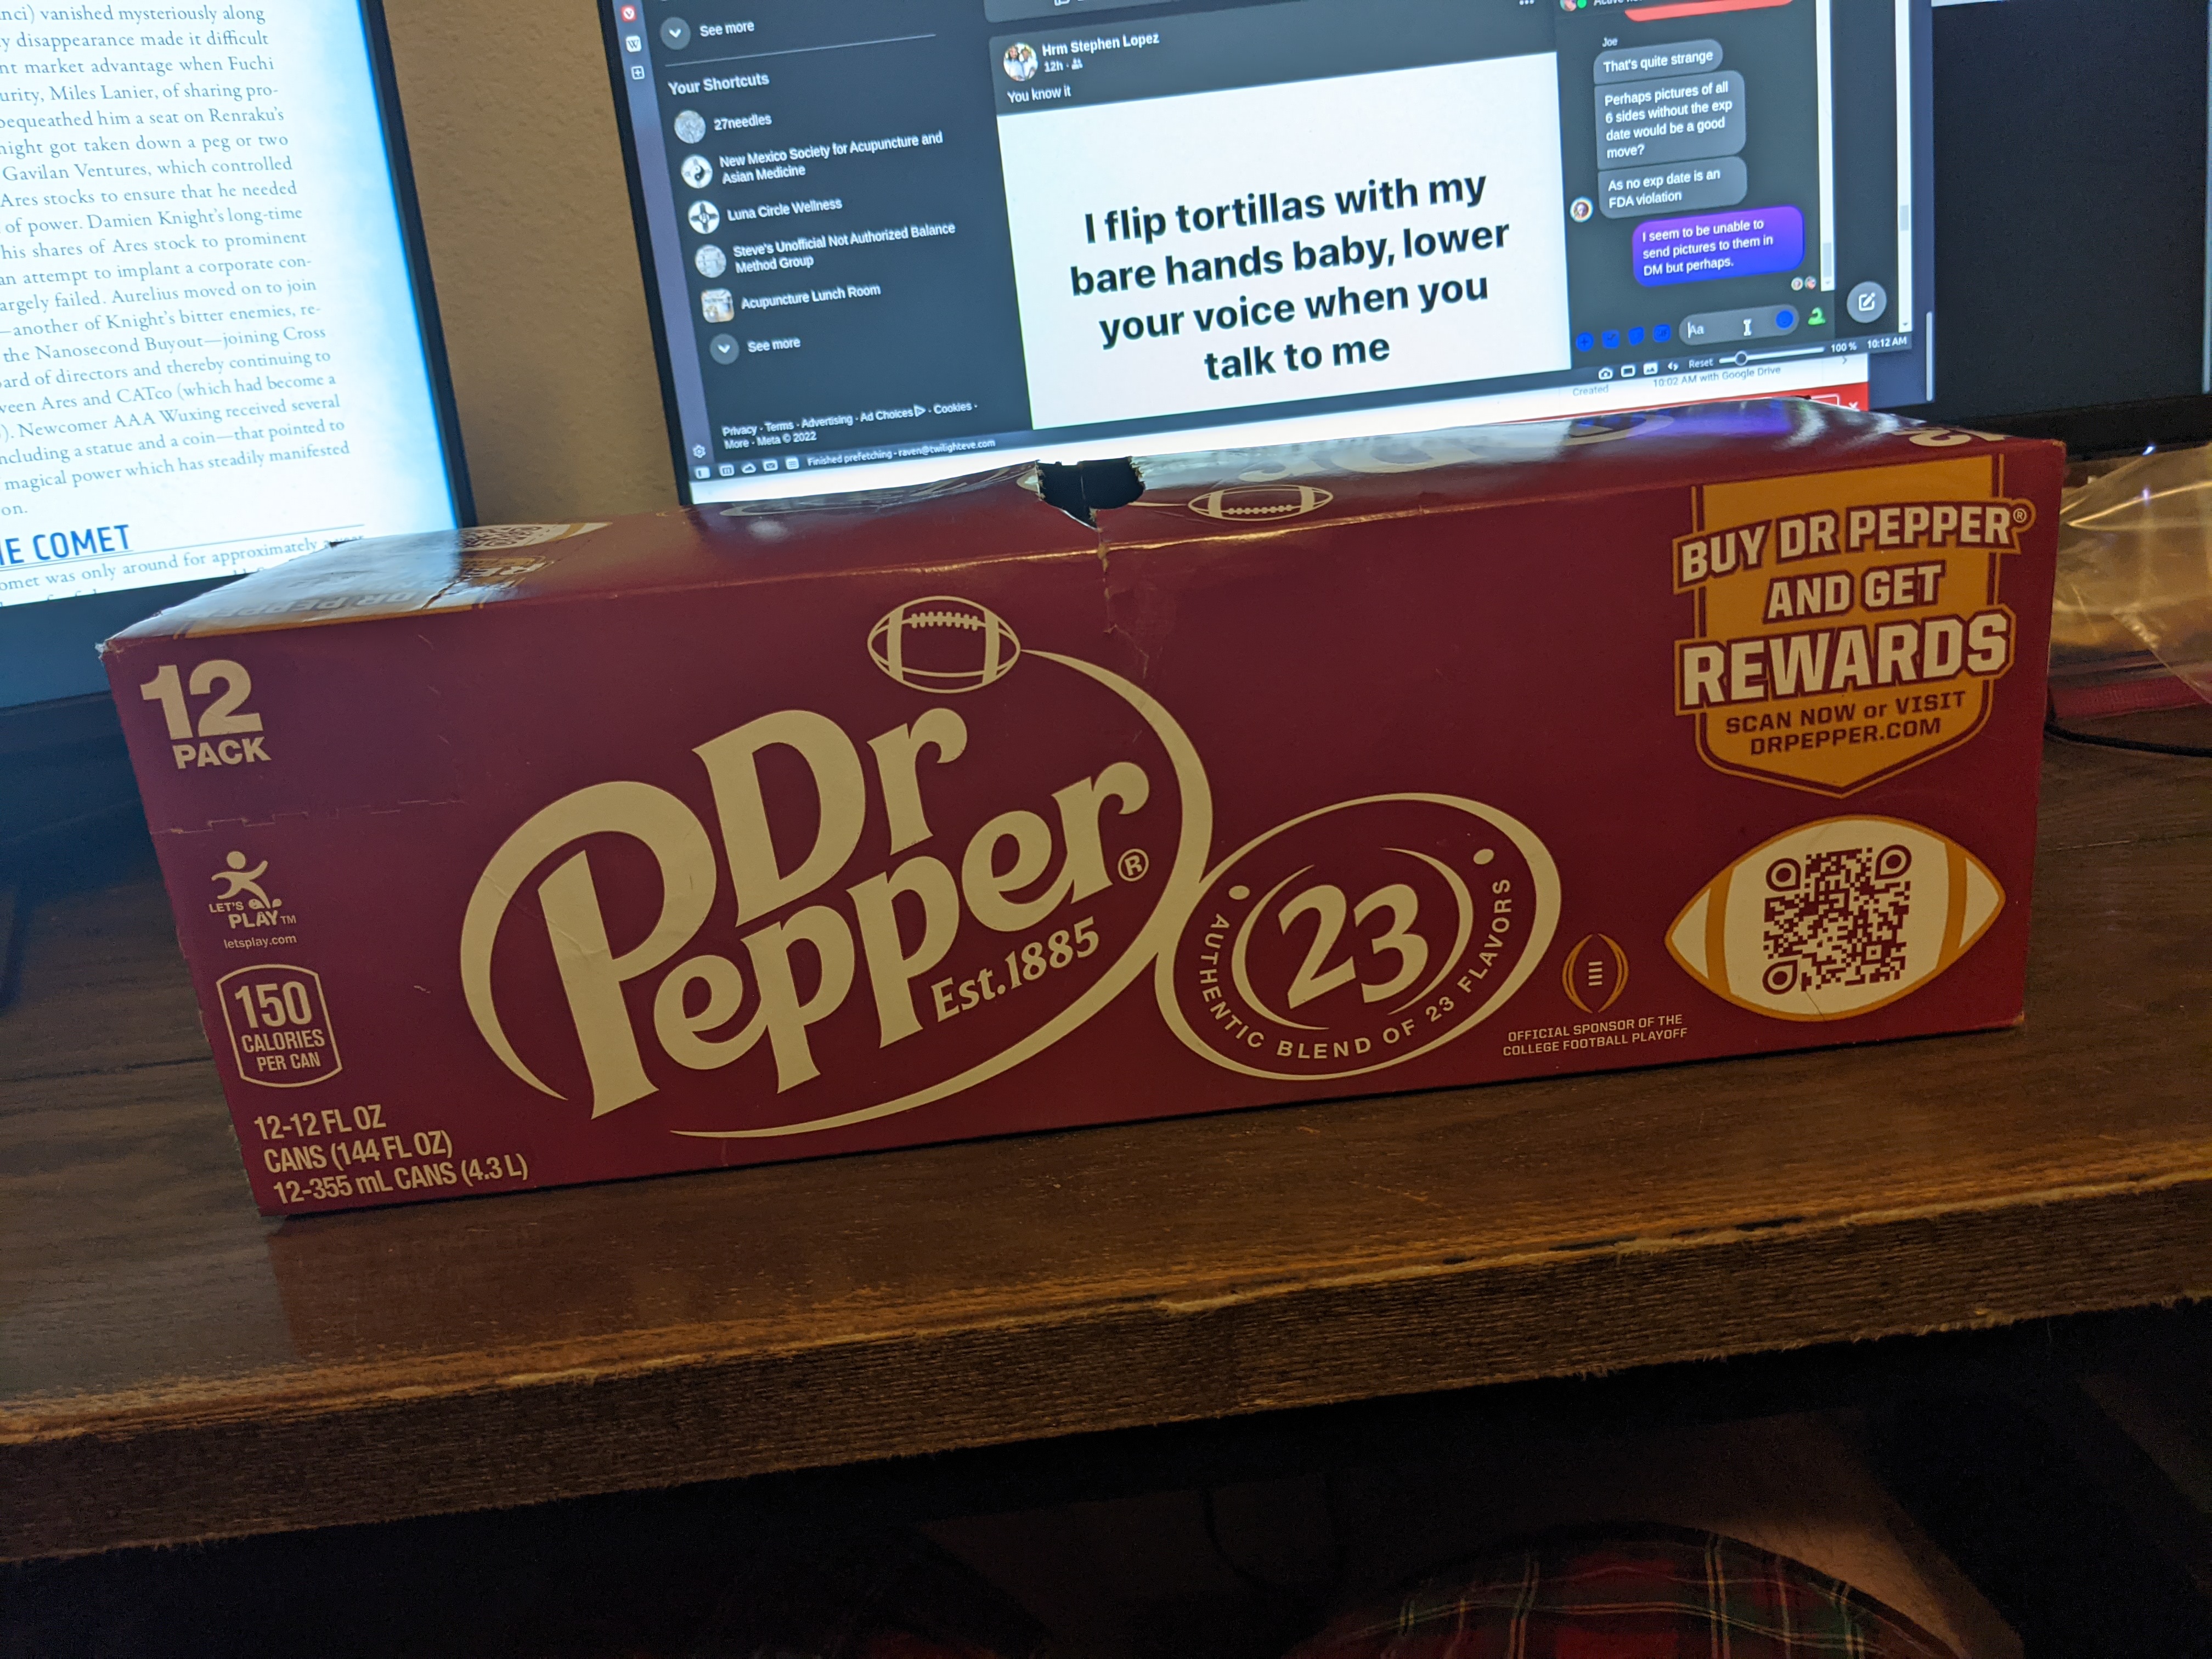 nci) vanished mysteriously along
y disappearance made it difficult
nt market advantage when Fuchi
urity, Miles Lanier, of sharing pro-
bequeathed him a seat on Renraku's
night got taken down a peg or two
Gavilan Ventures, which controlled
Ares stocks to ensure that he needed
of power. Damien Knight's long-time
his shares of Ares stock to prominent
an attempt to implant a corporate con-
argely failed. Aurelius moved on to join
—another of Knight's bitter enemies, re-
the Nanosecond Buyout—joining Cross
ard of directors and thereby continuing to
ween Ares and CATco (which had become a
). Newcomer AAA Wuxing received several
ncluding a statue and a coin—that pointed to
magical power which has steadily manifested
on.
E COMET
omet was only around for approximately a
See more
Your Shortcuts
27needles
New Mexico Society for Acupuncture and
Asian Medicine
Luna Circle Wellness
Steve's Unofficial Not Authorized Balance
Method Group
Acupuncture Lunch Room
See more
Privacy · Terms · Advertising · Ad Choices · Cookies ·
More · Meta © 2022
Finished prefetching - raven@twilighteve.com
Hrm Stephen Lopez
12h ·
You know it
I flip tortillas with my
bare hands baby, lower
your voice when you
talk to me
Joe
That's quite strange
Perhaps pictures of all
6 sides without the exp
date would be a good
move?
As no exp date is an
FDA violation
I seem to be unable to
send pictures to them in
DM but perhaps.
Aa
Reset
100 %
10:12 AM
Created
10:02 AM with Google Drive
12
PACK
LET'S
PLAY™
letsplay.com
150
CALORIES
PER CAN
12-12 FL OZ
CANS (144 FL OZ)
12-355 mL CANS (4.3 L)
Dr
Pepper®
Est.1885
23
AUTHENTIC BLEND OF 23 FLAVORS
OFFICIAL SPONSOR OF THE
COLLEGE FOOTBALL PLAYOFF
BUY DR PEPPER®
AND GET
REWARDS
SCAN NOW or VISIT
DRPEPPER.COM